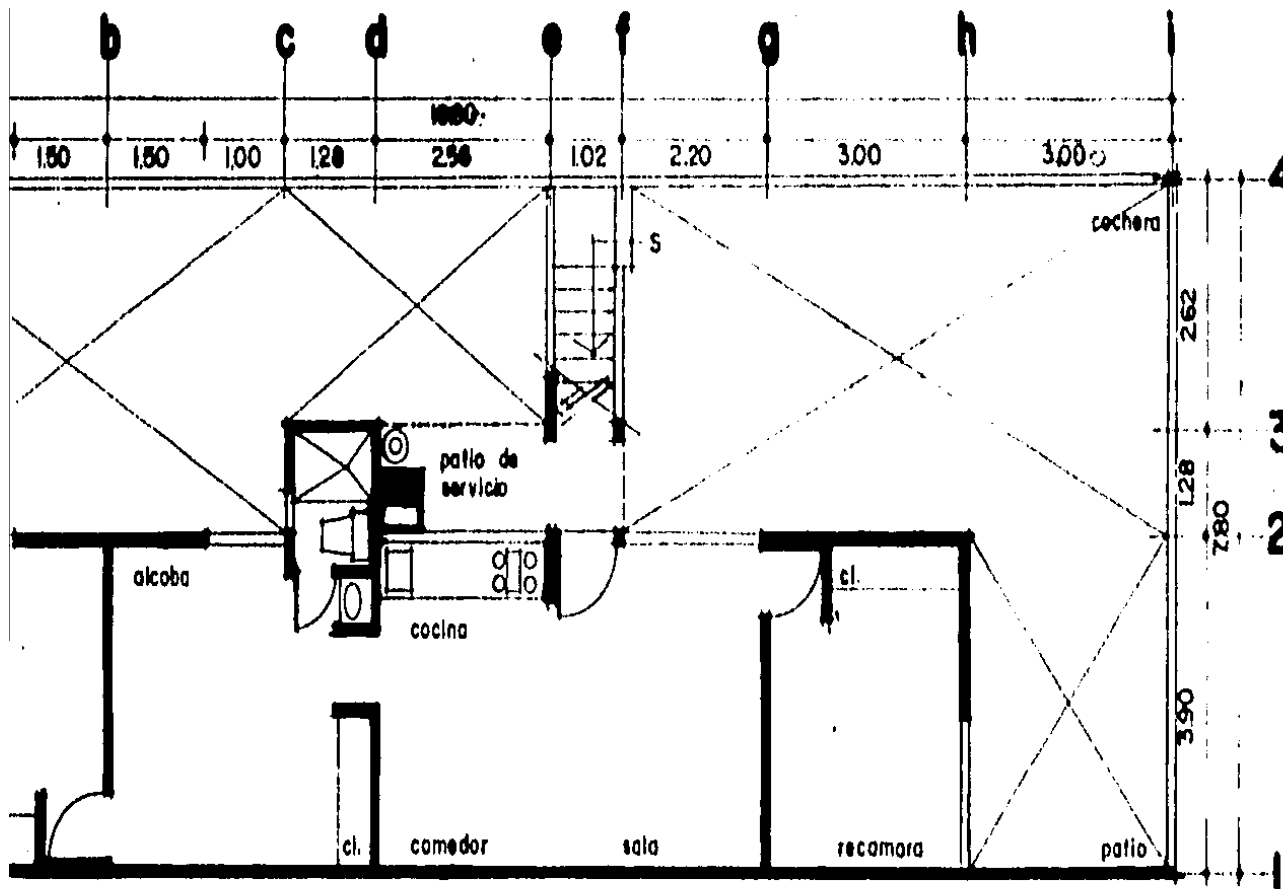 b c d e f g h i
1.50 1.50 1.00 1.28 2.56 1.02 2.20 3.00 3.00
4
cochera
S
2.62
3
patio de
servicio
1.28
2
7.80
alcoba
cl.
cocina
3.90
cl. comedor sala recamara patio
1